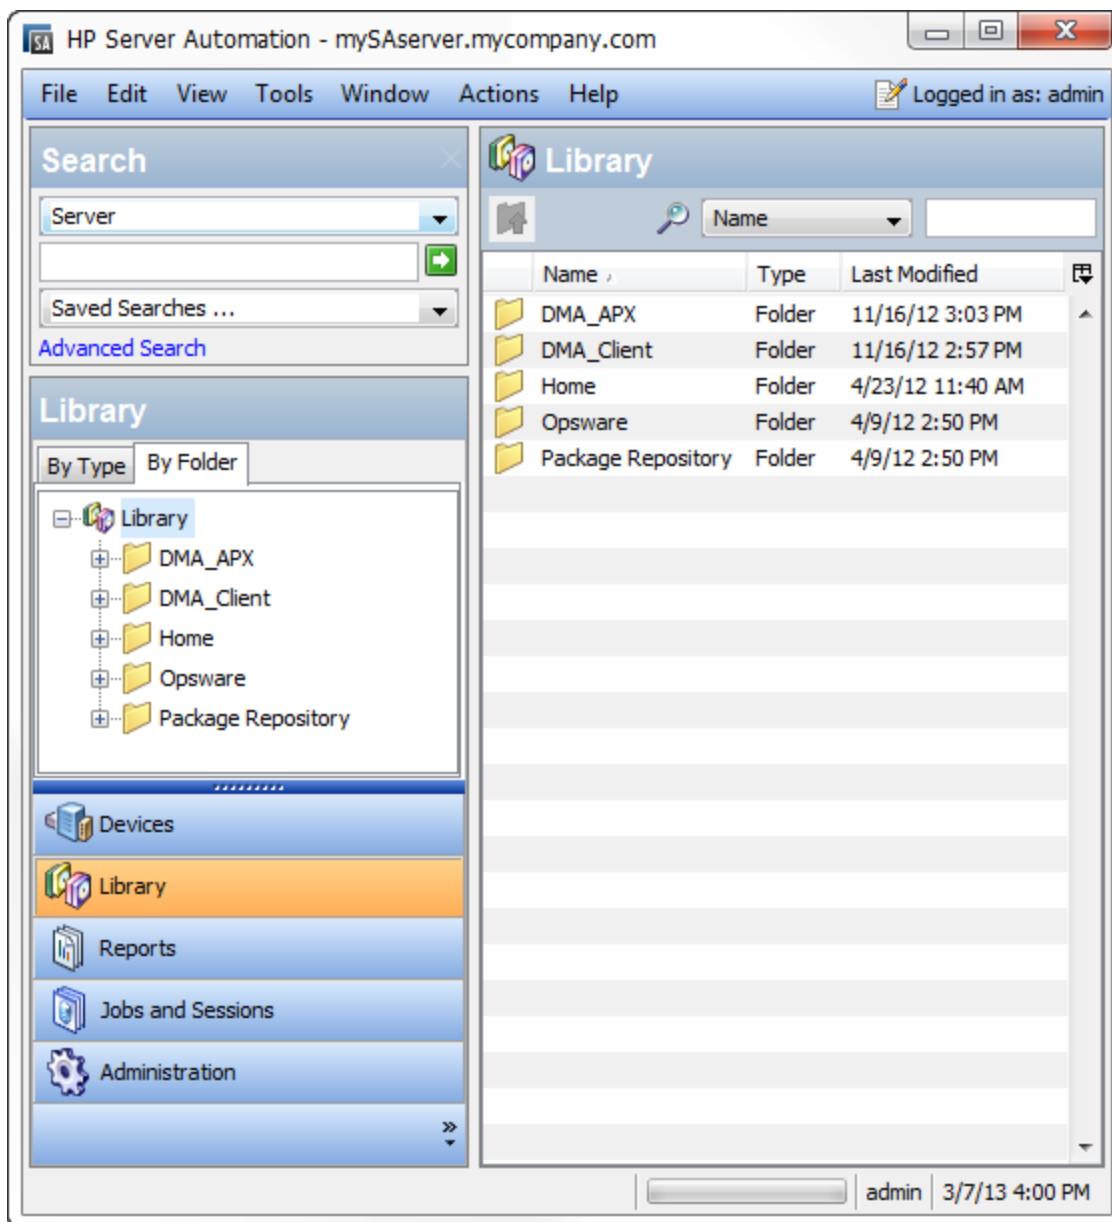 SA HP Server Automation - mySAserver.mycompany.com
File Edit View Tools Window Actions Help Logged in as: admin
Search
Server
Saved Searches ...
Advanced Search
Library
By Type By Folder
Library
DMA_APX
DMA_Client
Home
Opsware
Package Repository
Devices
Library
Reports
Jobs and Sessions
Administration
Library
Name
Name Type Last Modified
DMA_APX Folder 11/16/12 3:03 PM
DMA_Client Folder 11/16/12 2:57 PM
Home Folder 4/23/12 11:40 AM
Opsware Folder 4/9/12 2:50 PM
Package Repository Folder 4/9/12 2:50 PM
admin 3/7/13 4:00 PM